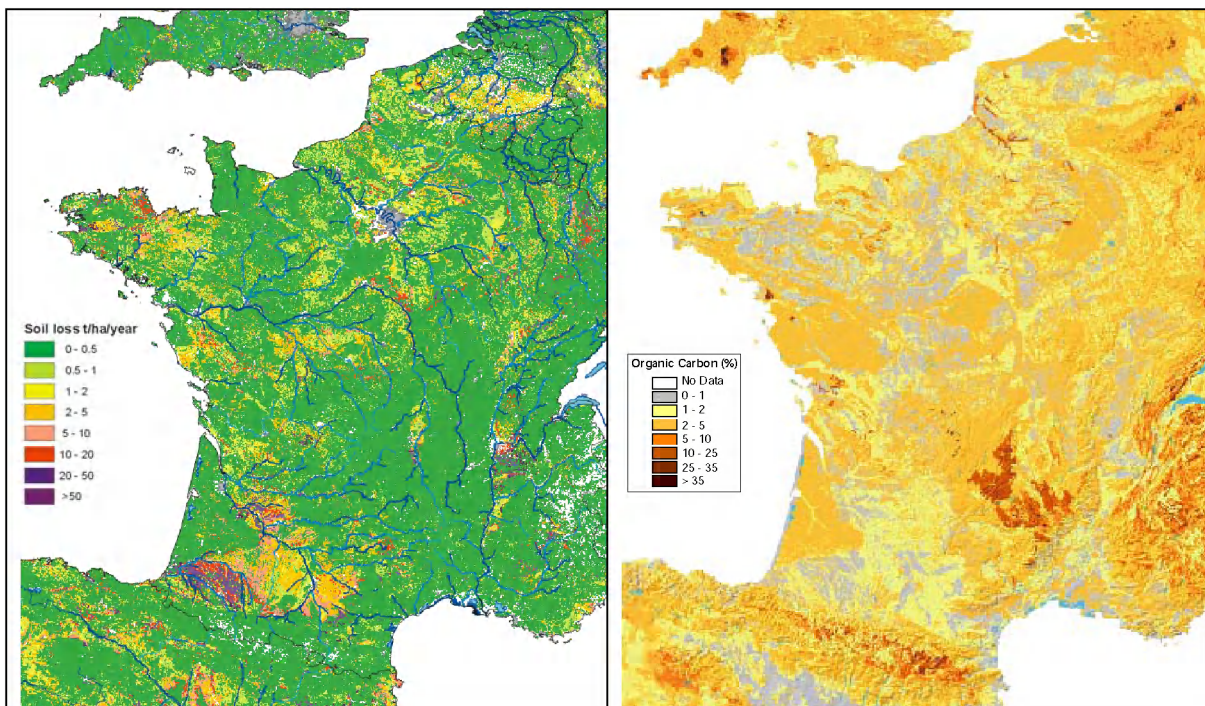 Soil loss t/ha/year
0 - 0.5
0.5 - 1
1 - 2
2 - 5
5 - 10
10 - 20
20 - 50
>50
Organic Carbon (%)
No Data
0 - 1
1 - 2
2 - 5
5 - 10
10 - 25
25 - 35
> 35